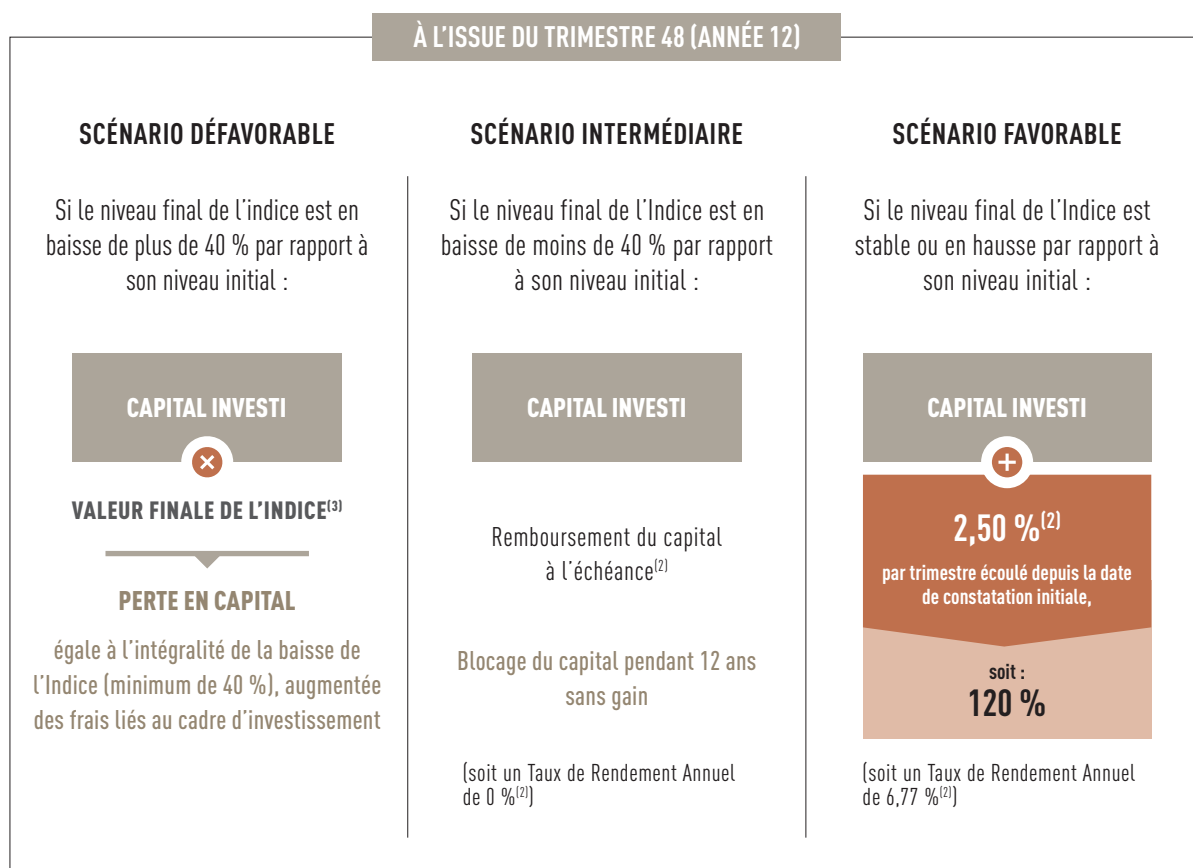 À L'ISSUE DU TRIMESTRE 48 (ANNÉE 12)
SCÉNARIO DÉFAVORABLE
Si le niveau final de l'indice est en
baisse de plus de 40 % par rapport à
son niveau initial :
CAPITAL INVESTI
×
VALEUR FINALE DE L'INDICE(3)
PERTE EN CAPITAL
égale à l'intégralité de la baisse de
l'Indice (minimum de 40 %), augmentée
des frais liés au cadre d'investissement
SCÉNARIO INTERMÉDIAIRE
Si le niveau final de l'Indice est en
baisse de moins de 40 % par rapport
à son niveau initial :
CAPITAL INVESTI
Remboursement du capital
à l'échéance(2)
Blocage du capital pendant 12 ans
sans gain
(soit un Taux de Rendement Annuel
de 0 %(2))
SCÉNARIO FAVORABLE
Si le niveau final de l'Indice est
stable ou en hausse par rapport à
son niveau initial :
CAPITAL INVESTI
+
2,50 %(2)
par trimestre écoulé depuis la date
de constatation initiale,
soit :
120 %
(soit un Taux de Rendement Annuel
de 6,77 %(2))